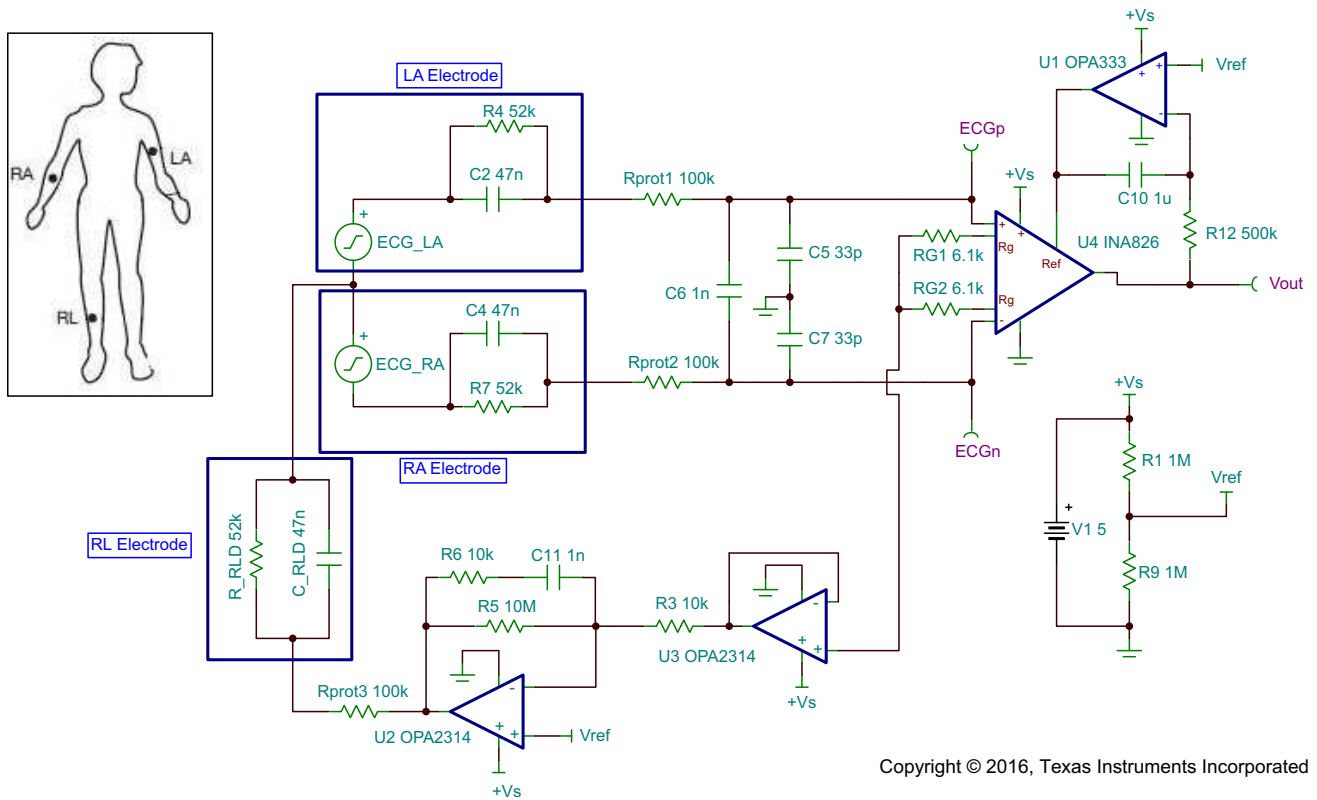 LA Electrode
R4 52k
C2 47n
+
ECG_LA
RA
LA
RL
C4 47n
+
ECG_RA
R7 52k
RA Electrode
Rprot1 100k
C6 1n
C5 33p
C7 33p
Rprot2 100k
ECGp
ECGn
+Vs
RG1 6.1k
RG2 6.1k
+
+
Rg
Ref
Rg
-
U4 INA826
+Vs
U1 OPA333
+
+
-
Vref
C10 1u
R12 500k
Vout
+Vs
R1 1M
Vref
+
V1 5
R9 1M
RL Electrode
R_RLD 52k
C_RLD 47n
Rprot3 100k
R6 10k
C11 1n
R5 10M
R3 10k
-
+
+
U3 OPA2314
+Vs
-
+
+
U2 OPA2314
Vref
+Vs
Copyright © 2016, Texas Instruments Incorporated